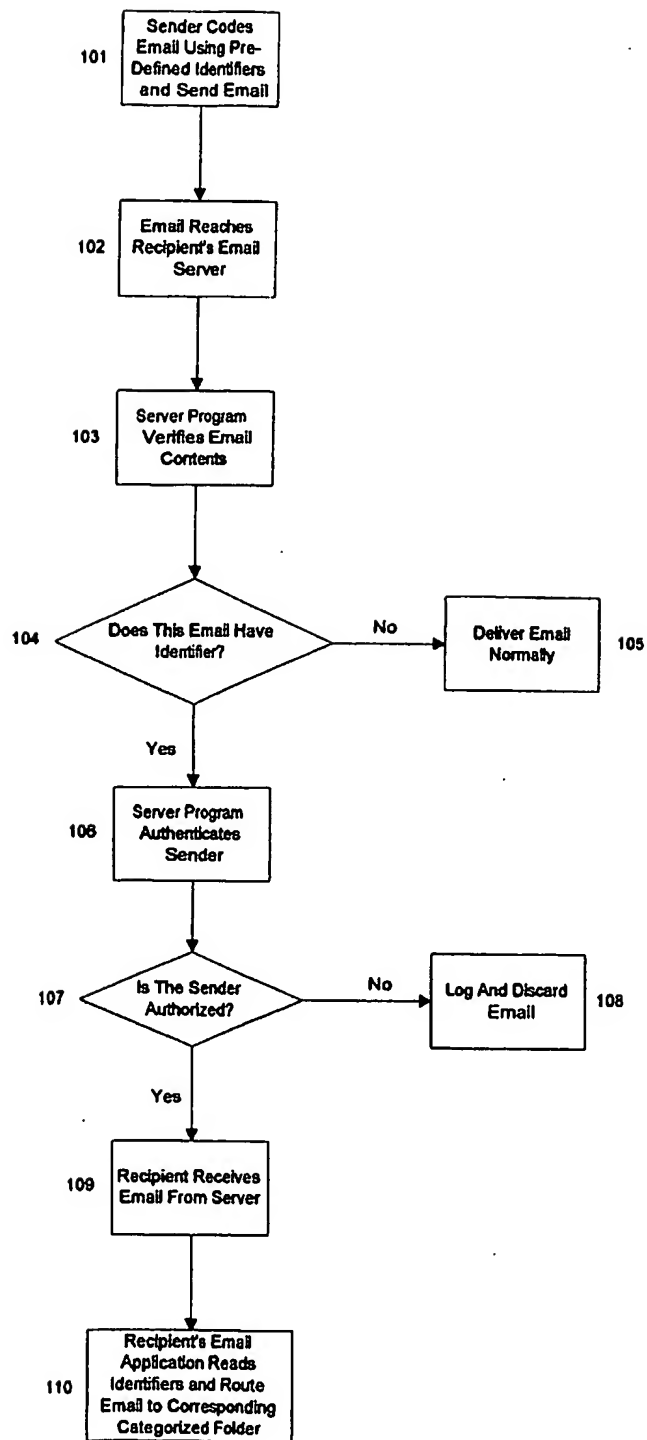 101
Sender Codes
Email Using Pre-
Defined Identifiers
and Send Email
102
Email Reaches
Recipient's Email
Server
103
Server Program
Verifies Email
Contents
104
Does This Email Have
Identifier?
No
Deliver Email
Normally
105
Yes
106
Server Program
Authenticates
Sender
107
Is The Sender
Authorized?
No
Log And Discard
Email
108
Yes
109
Recipient Receives
Email From Server
110
Recipient's Email
Application Reads
Identifiers and Route
Email to Corresponding
Categorized Folder